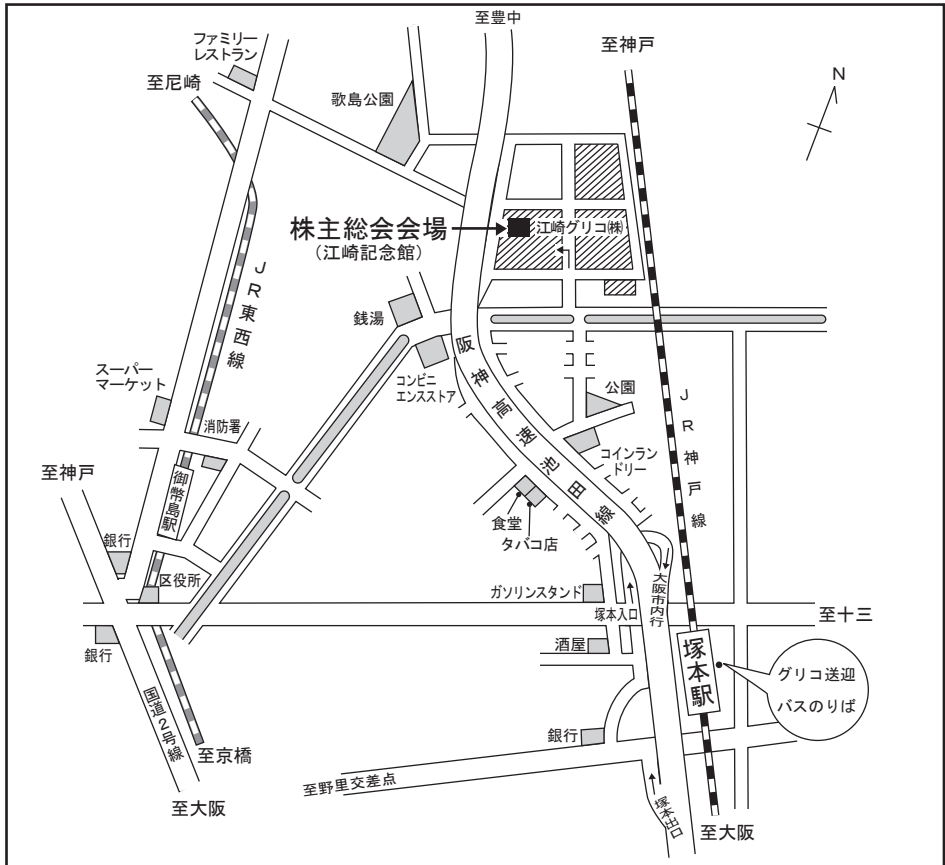 至豊中
ファミリー
レストラン
至神戸
至尼崎
N
歌島公園
株主総会会場
(江崎記念館)
江崎グリコ㈱
JR東西線
銭湯
阪神高速池田線
スーパー
マーケット
コンビニ
エンスストア
公園
JR神戸線
消防署
コインラン
ドリー
至神戸
御幣島駅
食堂
タバコ店
銀行
区役所
ガソリンスタンド
大阪市内行
塚本入口
至十三
銀行
酒屋
塚本駅
グリコ送迎
バスのりば
国道2号線
銀行
至京橋
至野里交差点
至大阪
塚本出口
至大阪